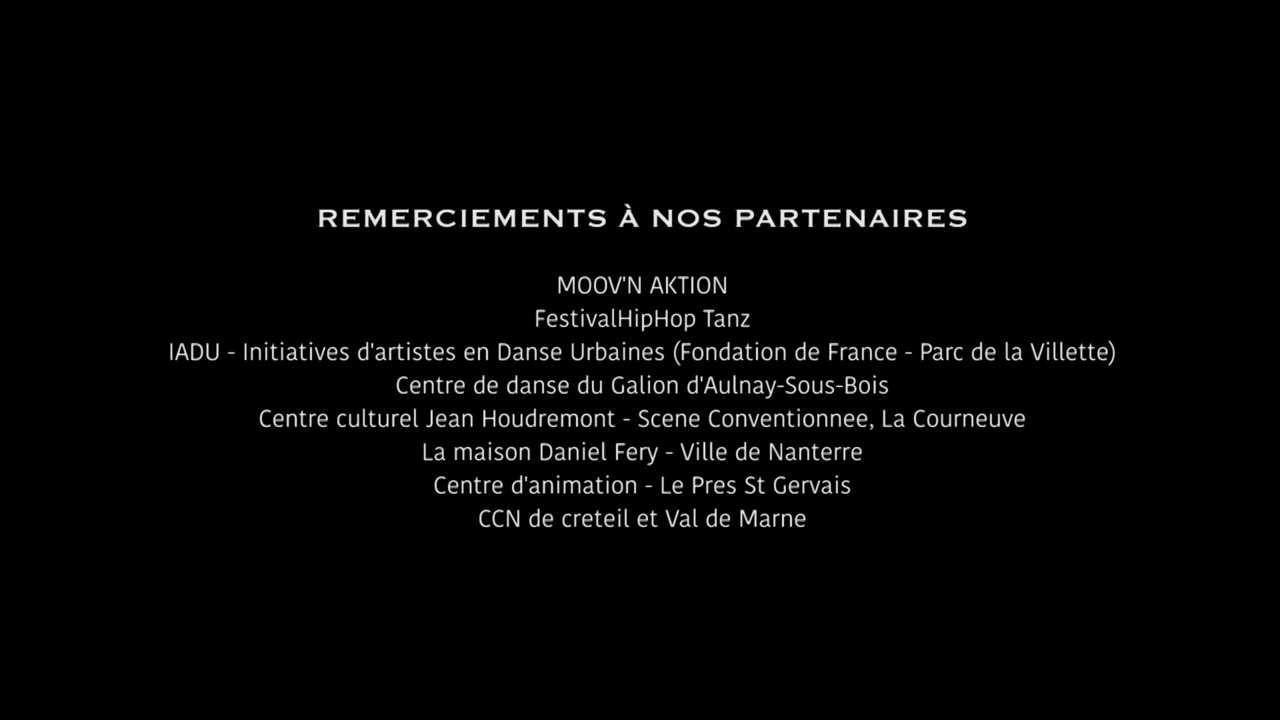 REMERCIEMENTS À NOS PARTENAIRES
MOOV'N AKTION
FestivalHipHop Tanz
IADU - Initiatives d'artistes en Danse Urbaines (Fondation de France - Parc de la Villette)
Centre de danse du Galion d'Aulnay-Sous-Bois
Centre culturel Jean Houdremont - Scene Conventionnee, La Courneuve
La maison Daniel Fery - Ville de Nanterre
Centre d'animation - Le Pres St Gervais
CCN de creteil et Val de Marne